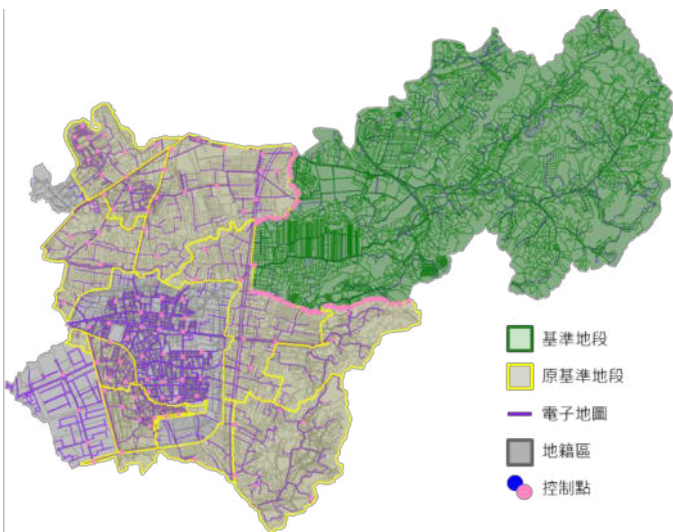 基準地段
原基準地段
電子地圖
地籍區
控制點